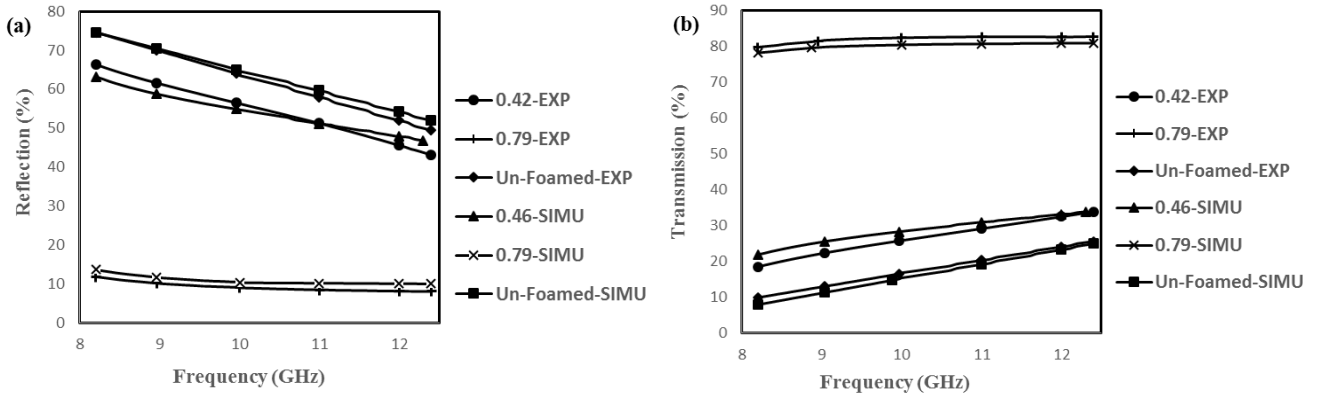 (a)
80
70
60
50
40
30
20
10
0
Reflection (%)
8
9
10
11
12
Frequency (GHz)
0.42-EXP
0.79-EXP
Un-Foamed-EXP
0.46-SIMU
0.79-SIMU
Un-Foamed-SIMU
(b)
90
80
70
60
50
40
30
20
10
0
Transmission (%)
8
9
10
11
12
Frequency (GHz)
0.42-EXP
0.79-EXP
Un-Foamed-EXP
0.46-SIMU
0.79-SIMU
Un-Foamed-SIMU